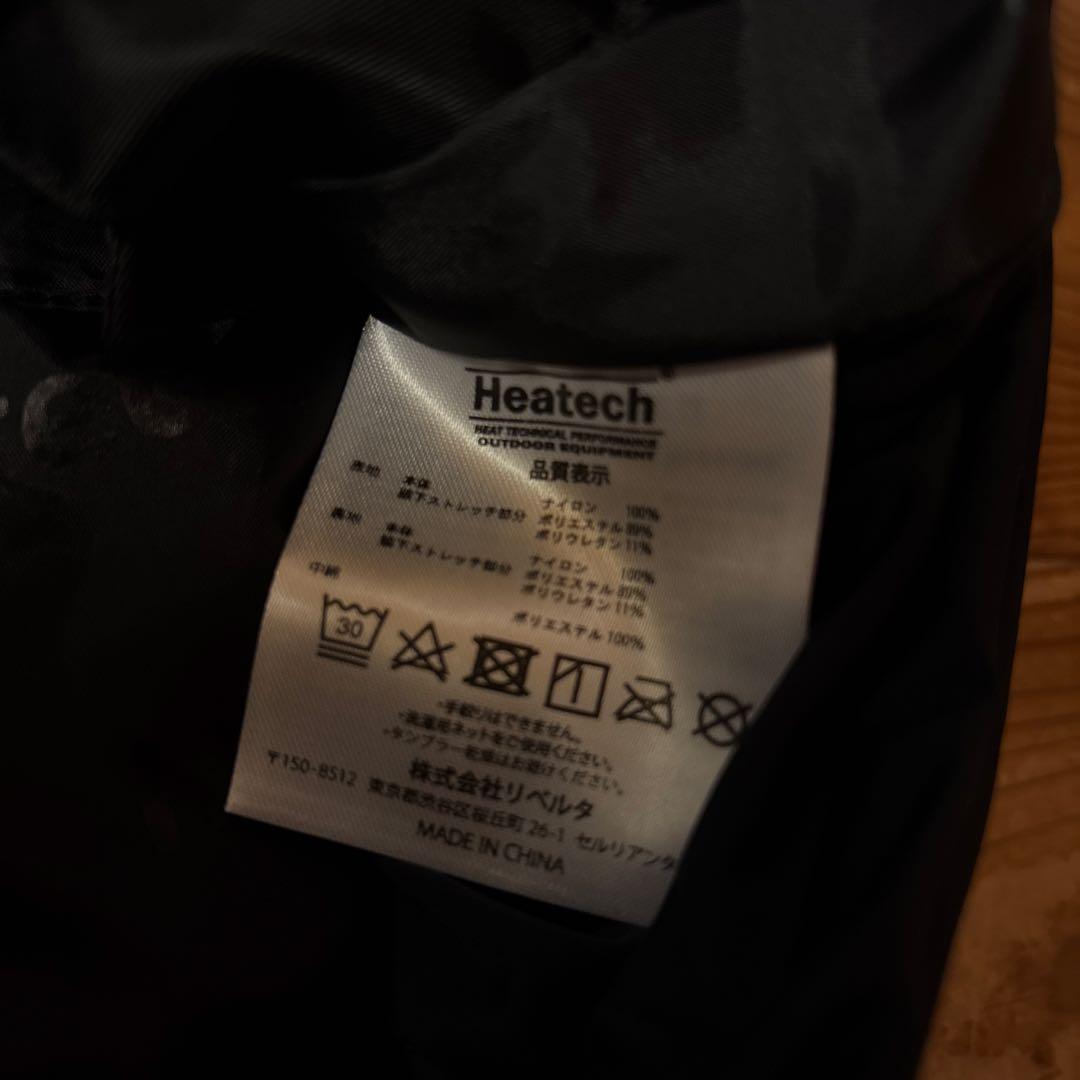 Heatech
HEAT TECHNICAL PERFORMANCE
OUTDOOR EQUIPMENT
品質表示
表地 本体 ナイロン 100%
脇下ストレッチ部分 ポリエステル 89%
ポリウレタン 11%
裏地 本体 ナイロン 100%
脇下ストレッチ部分 ポリエステル 89%
ポリウレタン 11%
中綿 ポリエステル 100%
30
・手絞りはできません。
・洗濯用ネットをご使用ください。
・タンブラー乾燥はお避けください。
株式会社リベルタ
〒150-8512 東京都渋谷区桜丘町 26-1 セルリアンタ
MADE IN CHINA